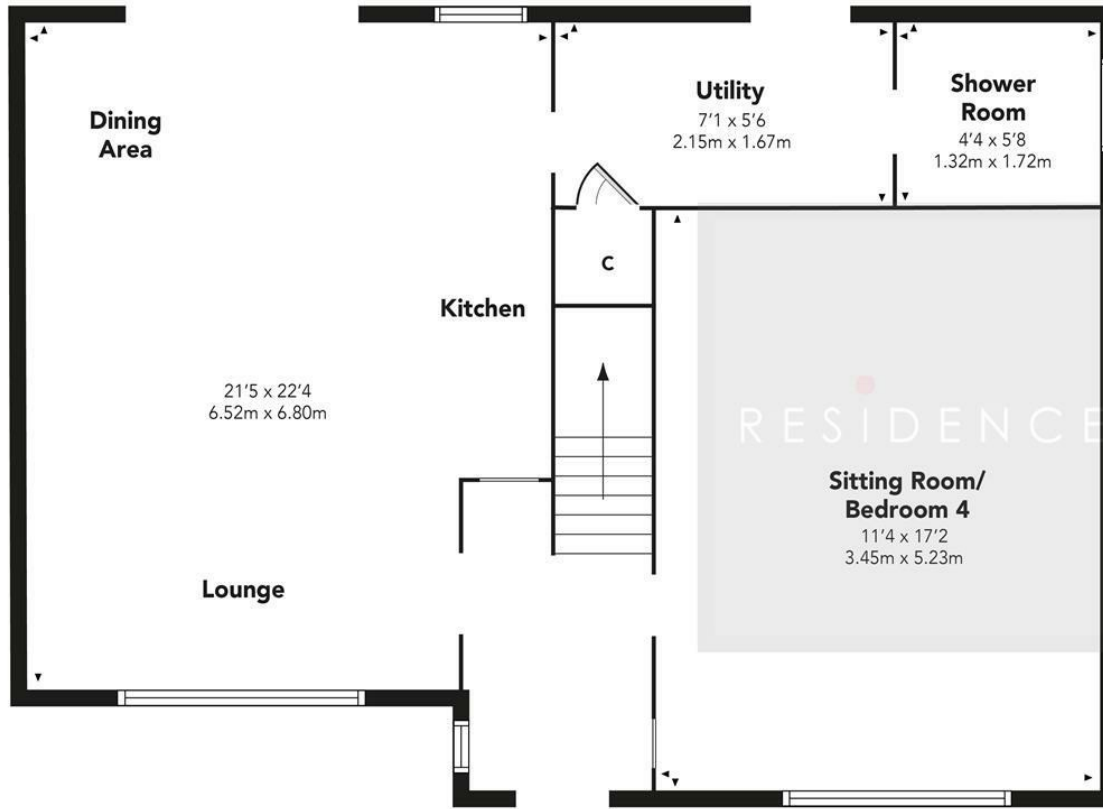 Dining
Area
Utility
7'1 x 5'6
2.15m x 1.67m
Shower
Room
4'4 x 5'8
1.32m x 1.72m
C
Kitchen
21'5 x 22'4
6.52m x 6.80m
RESIDENCE
Sitting Room/
Bedroom 4
11'4 x 17'2
3.45m x 5.23m
Lounge